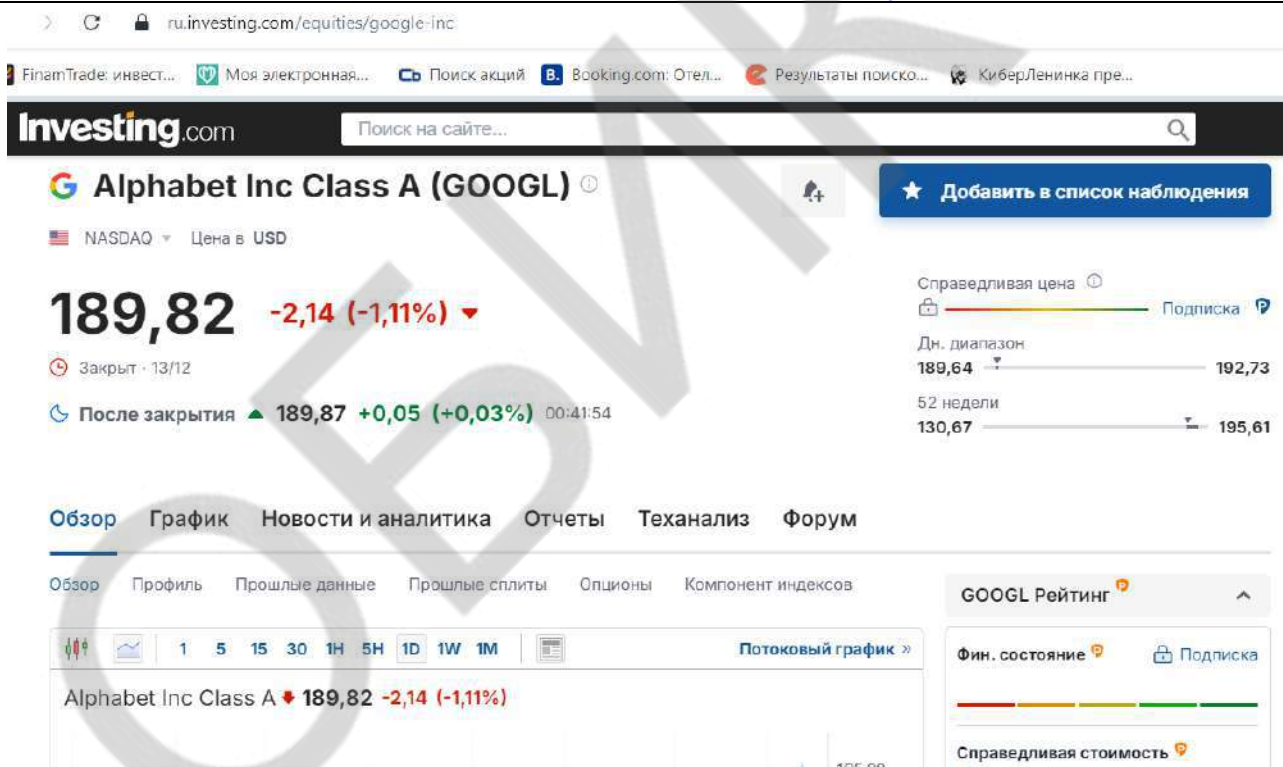 ru.investing.com/equities/google-inc
FinamTrade: инвест... Моя электронная... Поиск акций B. Booking.com: Отел... Результаты поиско... КиберЛенинка пре...
Investing.com Поиск на сайте...
G Alphabet Inc Class A (GOOGL)
Добавить в список наблюдения
NASDAQ Цена в USD
189,82 -2,14 (-1,11%)
Закрыт · 13/12
После закрытия 189,87 +0,05 (+0,03%) 00:41:54
Справедливая цена
Подписка
Дн. диапазон
189,64 192,73
52 недели
130,67 195,61
Обзор График Новости и аналитика Отчеты Теханализ Форум
Обзор Профиль Прошлые данные Прошлые сплиты Опционы Компонент индексов
1 5 15 30 1H 5H 1D 1W 1M Потоковый график »
Alphabet Inc Class A 189,82 -2,14 (-1,11%)
GOOGL Рейтинг
Фин. состояние Подписка
Справедливая стоимость